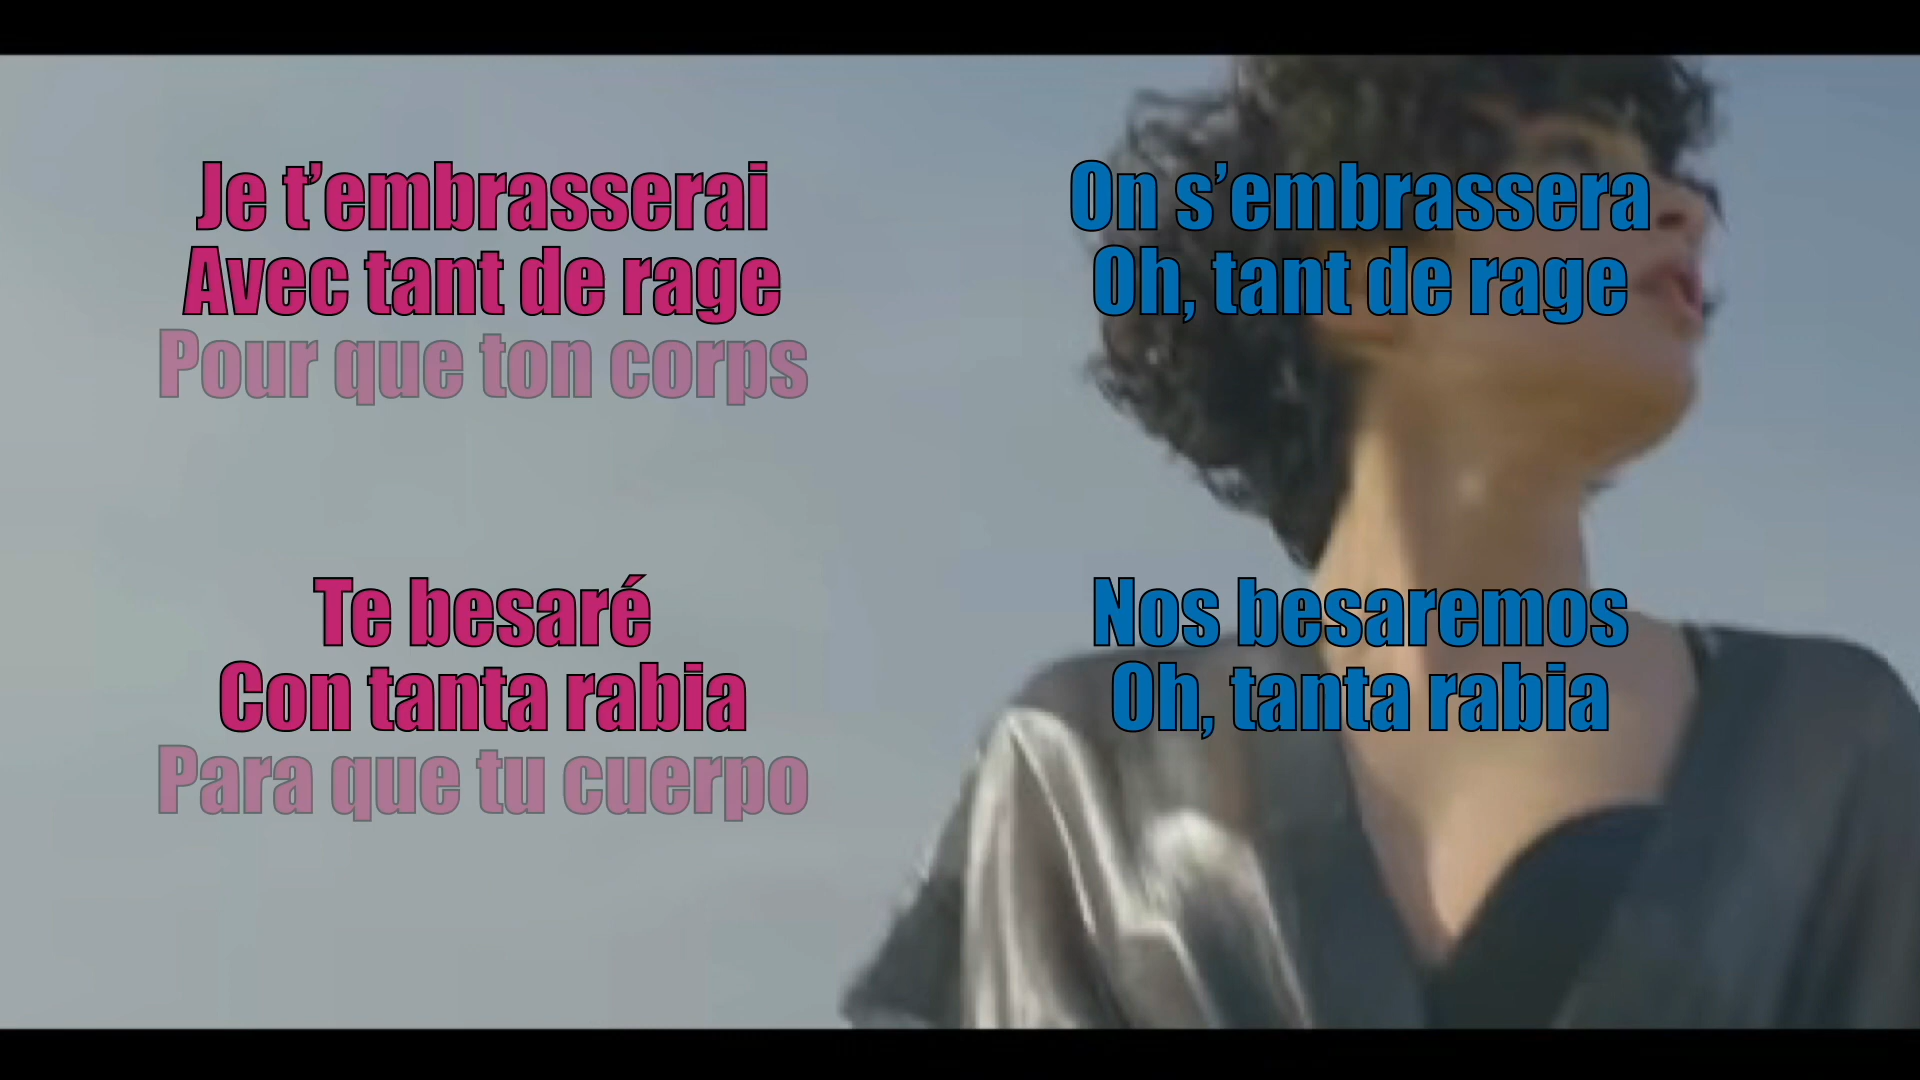 Je t’embrasserai
Avec tant de rage
Pour que ton corps
On s’embrassera
Oh, tant de rage
Te besaré
Con tanta rabia
Para que tu cuerpo
Nos besaremos
Oh, tanta rabia